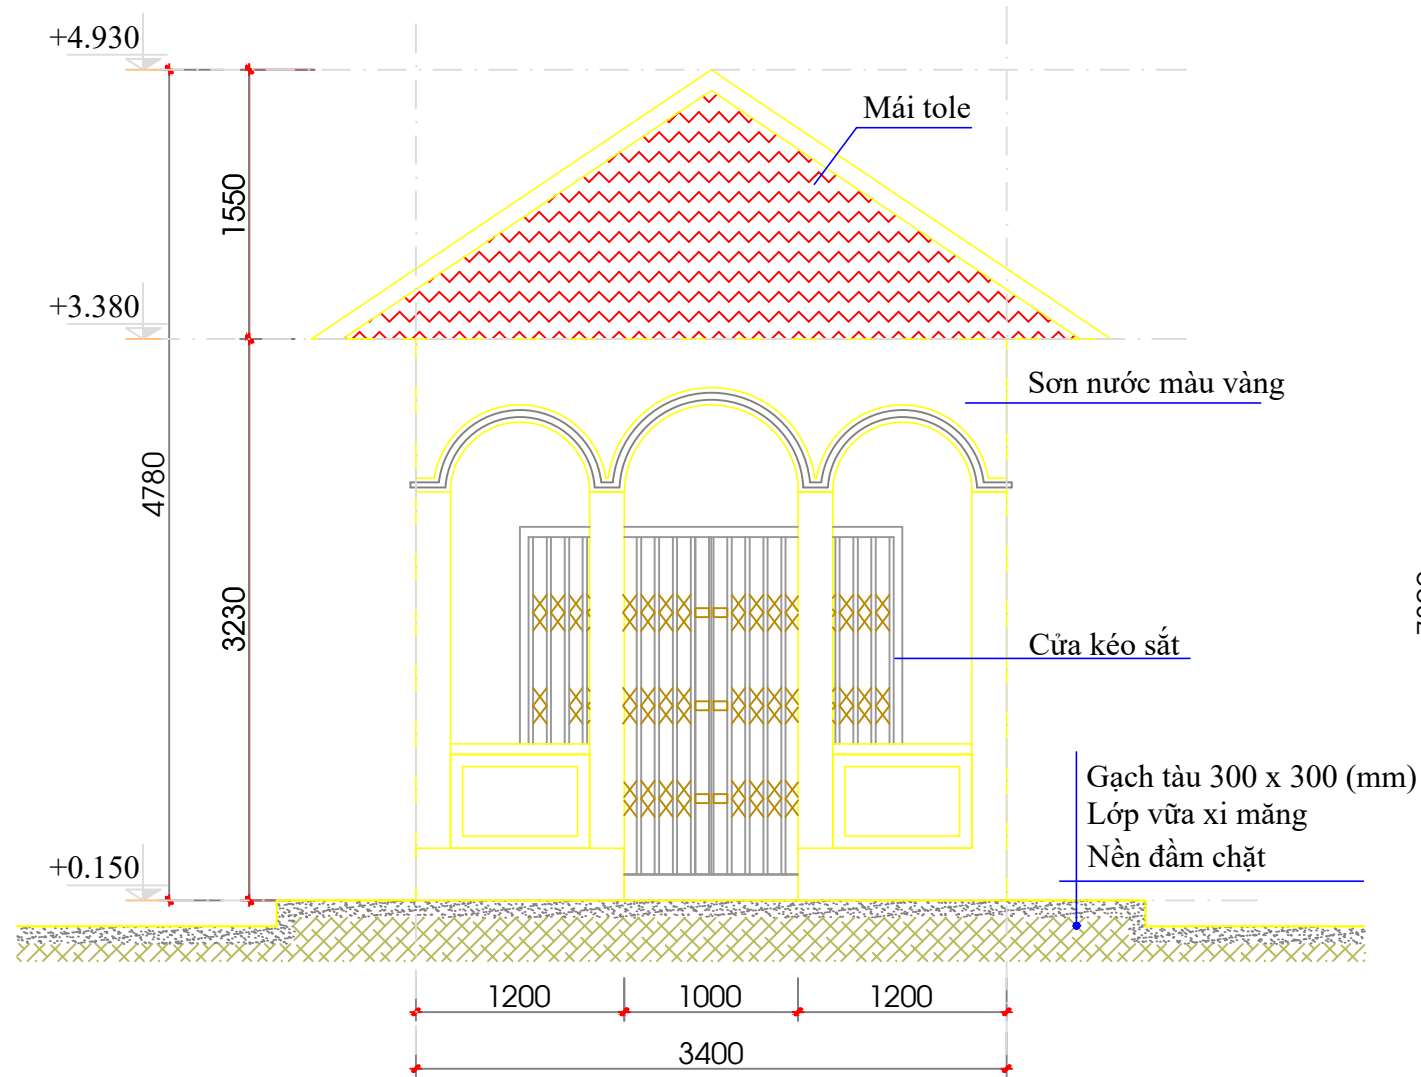 +4.930
Mái tole
1550
+3.380
Sơn nước màu vàng
4780
3230
Cửa kéo sắt
Gạch tàu 300 x 300 (mm)
Lớp vữa xi măng
+0.150
Nền đầm chặt
1200
1000
1200
3400